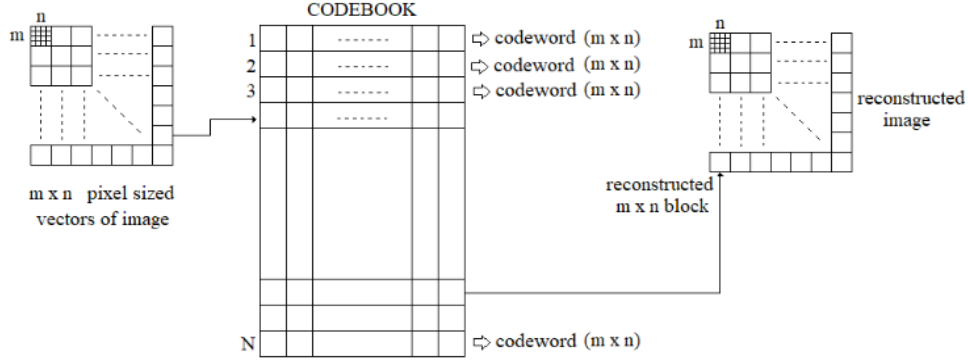 CODEBOOK
n
m
m x n pixel sized
vectors of image
1
2
3
N
codeword (m x n)
codeword (m x n)
codeword (m x n)
codeword (m x n)
n
m
reconstructed
image
reconstructed
m x n block